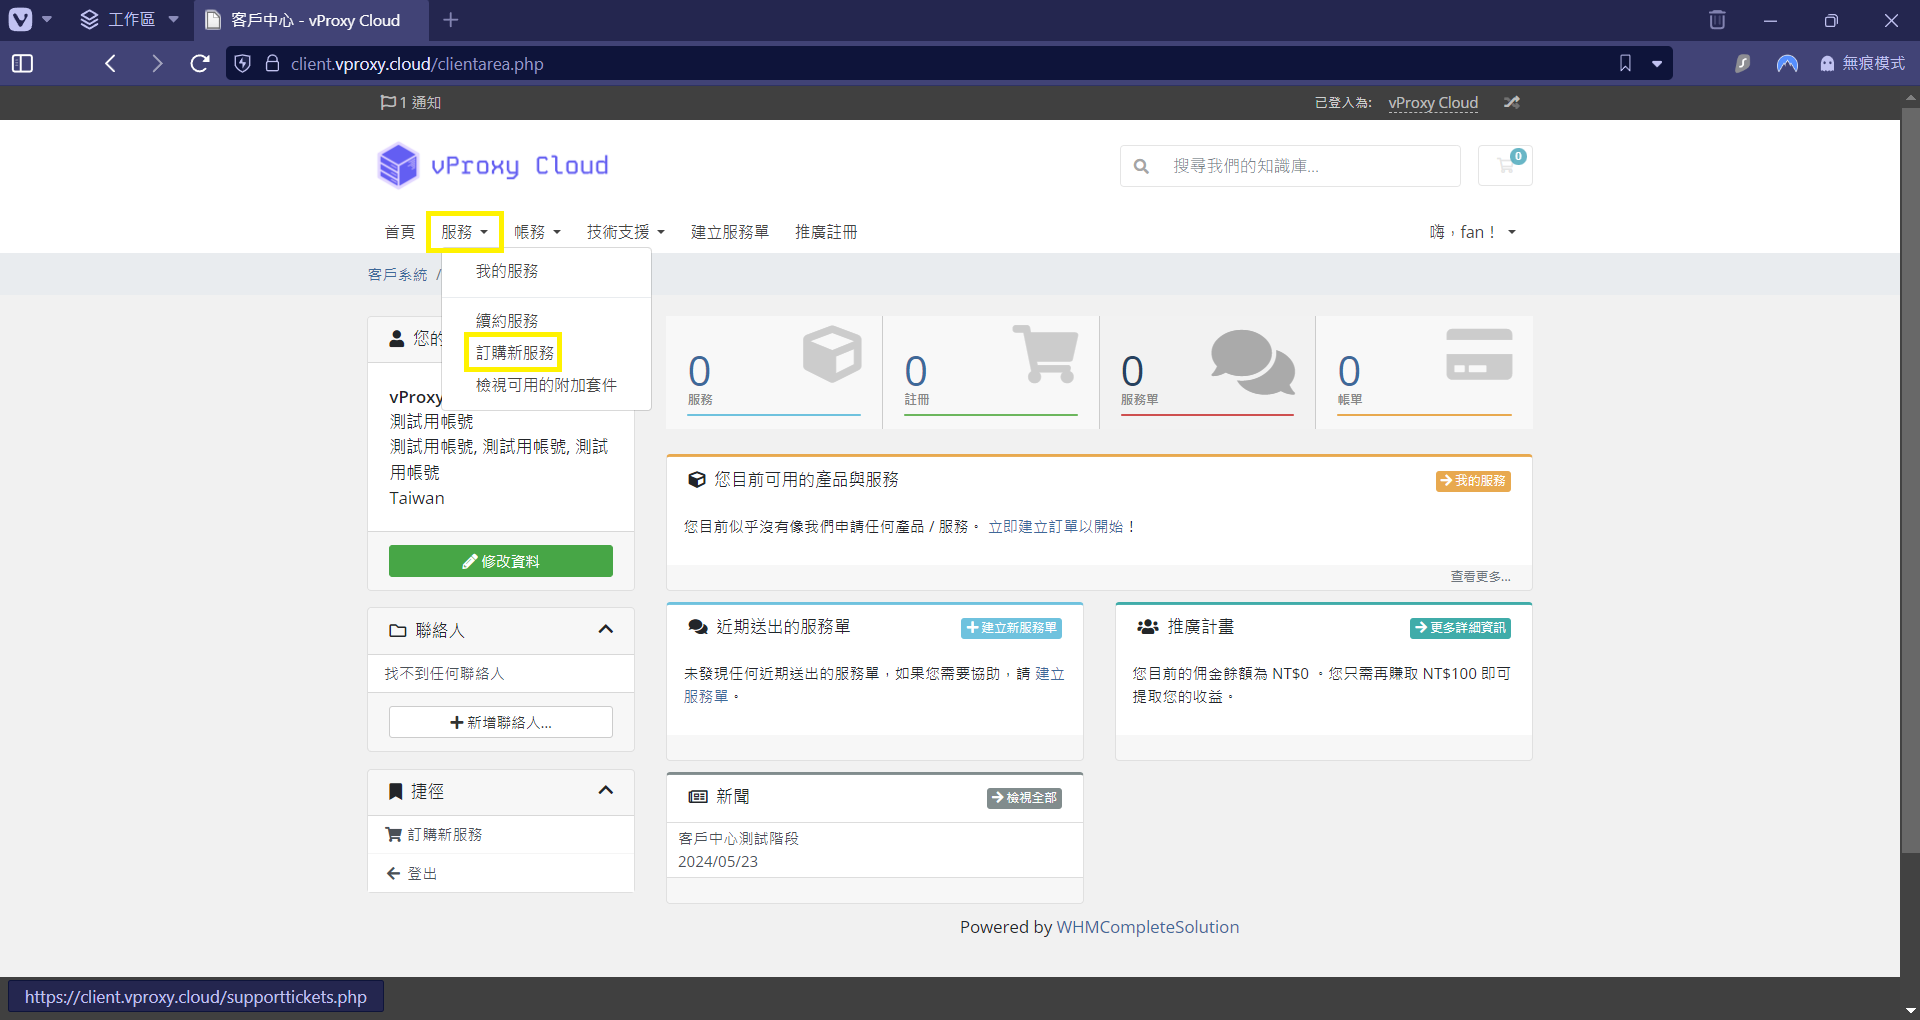 工作區
客戶中心 - vProxy Cloud
client.vproxy.cloud/clientarea.php
無痕模式
1 通知
已登入為: vProxy Cloud
vProxy Cloud
搜尋我們的知識庫...
0
首頁
服務
帳務
技術支援
建立服務單
推廣註冊
嗨，fan！
客戶系統 /
我的服務
續約服務
訂購新服務
檢視可用的附加套件
您的
vProxy
測試用帳號
測試用帳號, 測試用帳號, 測試
用帳號
Taiwan
修改資料
聯絡人
找不到任何聯絡人
新增聯絡人...
捷徑
訂購新服務
登出
0
服務
0
註冊
0
服務單
0
帳單
您目前可用的產品與服務
我的服務
您目前似乎沒有像我們申請任何產品 / 服務。 立即建立訂單以開始！
查看更多...
近期送出的服務單
建立新服務單
未發現任何近期送出的服務單，如果您需要協助，請 建立
服務單。
推廣計畫
更多詳細資訊
您目前的佣金餘額為 NT$0 。您只需再賺取 NT$100 即可
提取您的收益。
新聞
檢視全部
客戶中心測試階段
2024/05/23
Powered by WHMCompleteSolution
https://client.vproxy.cloud/supporttickets.php